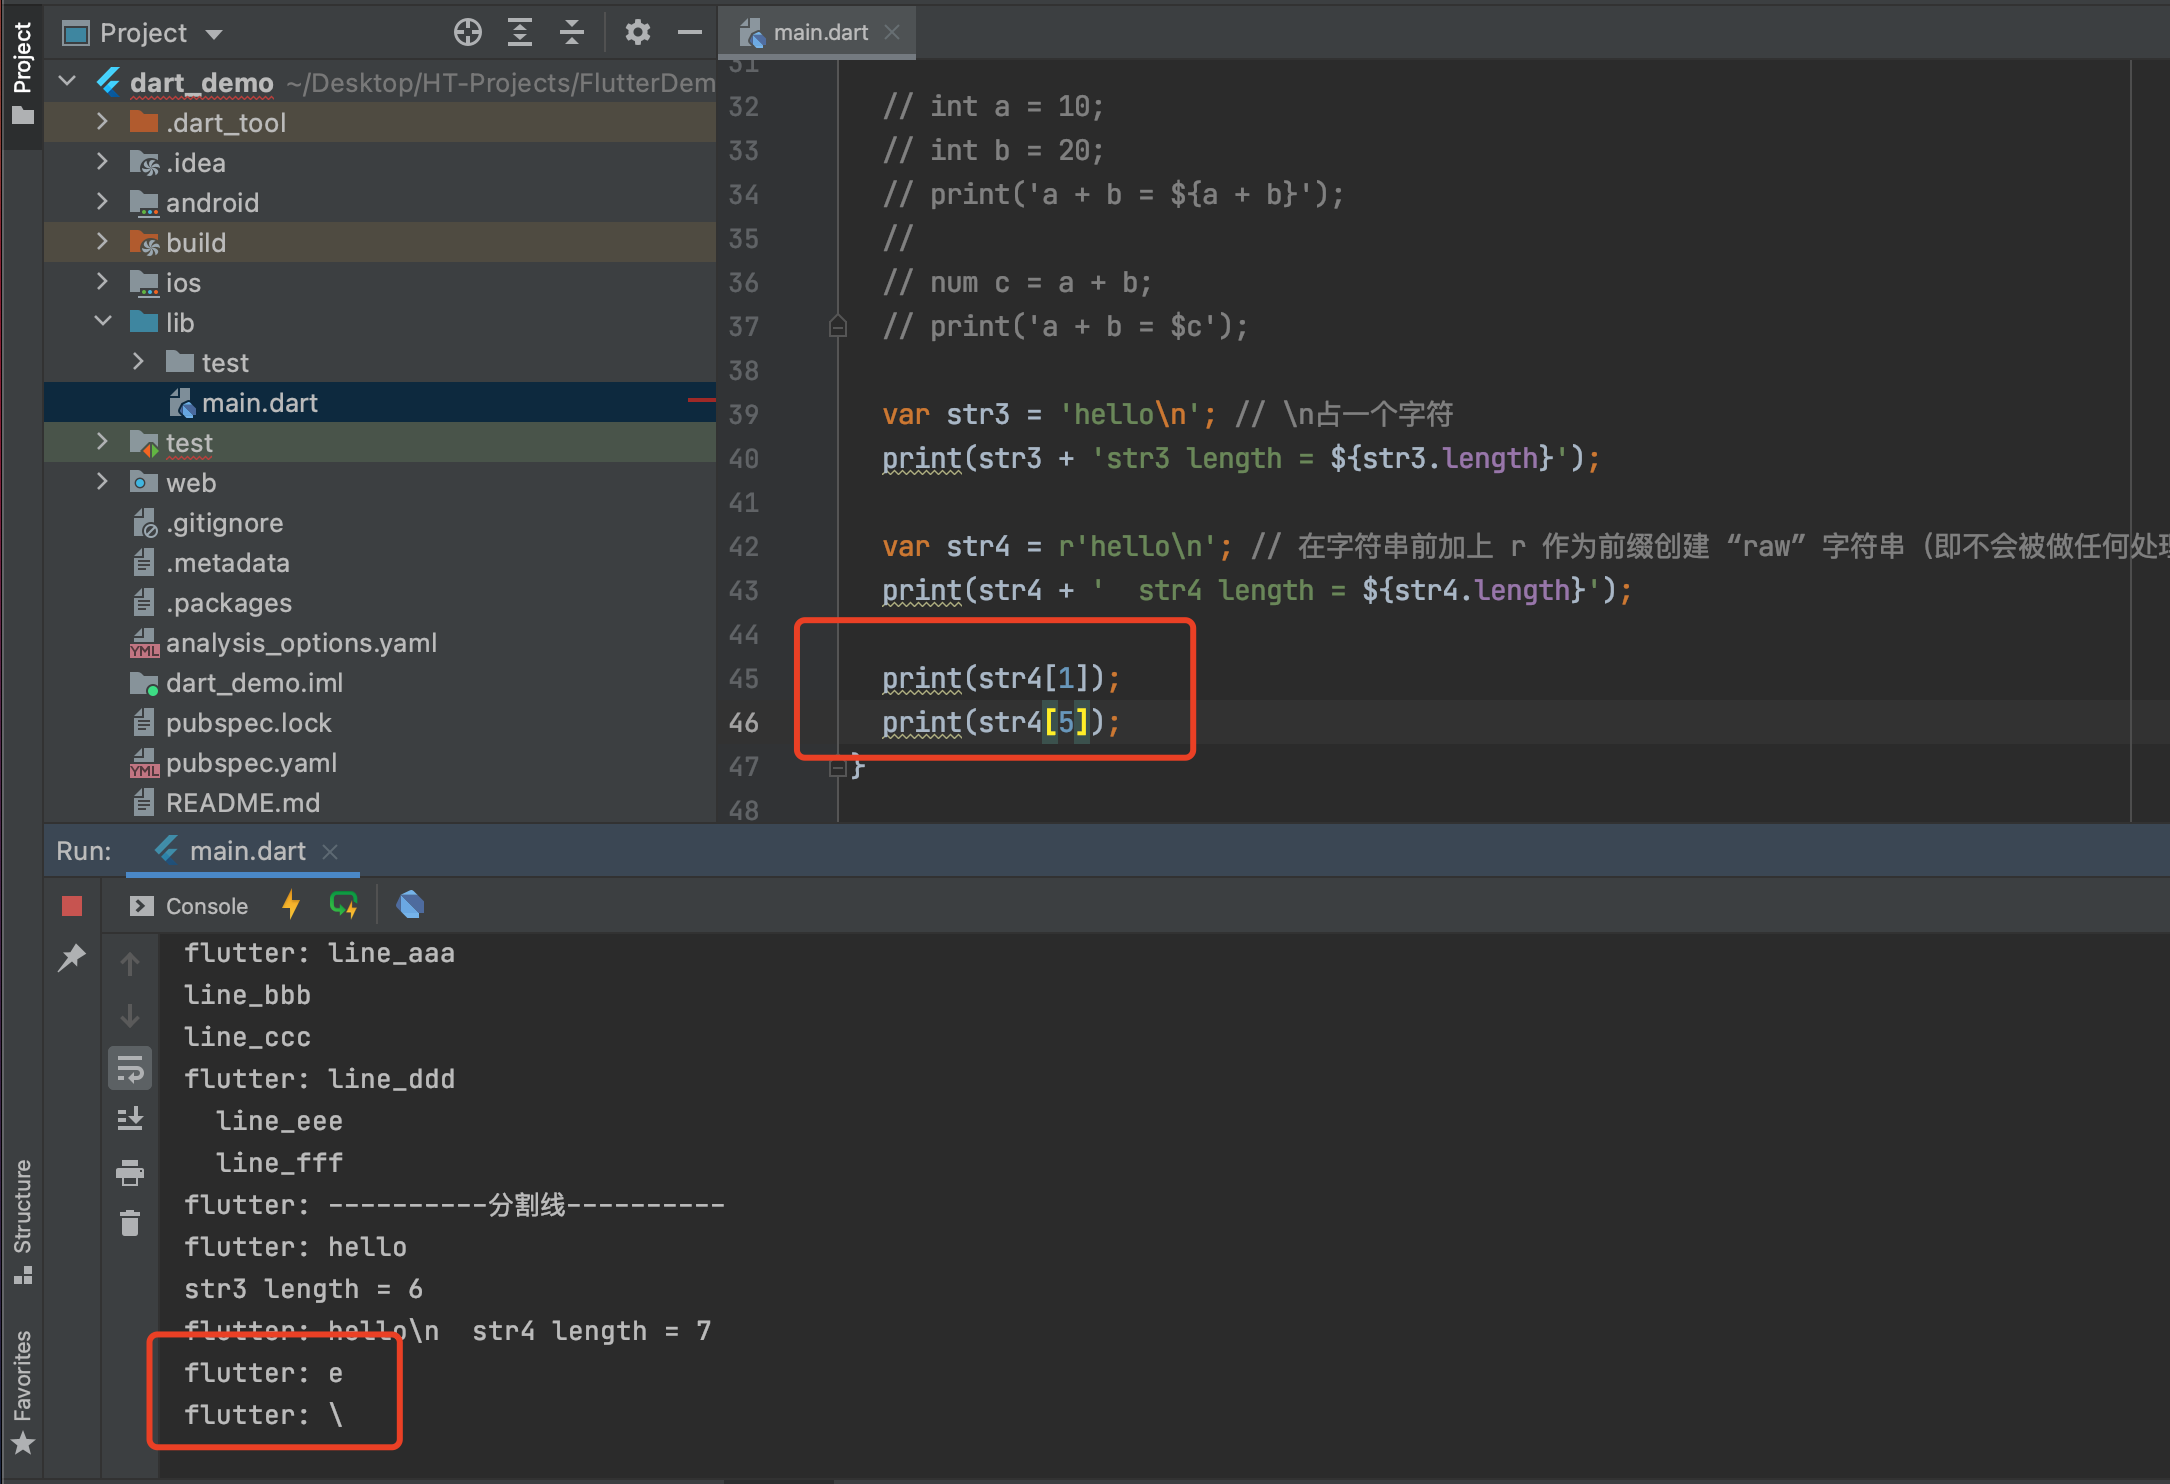 Project
Project
main.dart
dart_demo ~/Desktop/HT-Projects/FlutterDem
.dart_tool
.idea
android
build
ios
lib
test
main.dart
test
web
.gitignore
.metadata
.packages
analysis_options.yaml
dart_demo.iml
pubspec.lock
pubspec.yaml
README.md
31
32 // int a = 10;
33 // int b = 20;
34 // print('a + b = ${a + b}');
35 //
36 // num c = a + b;
37 // print('a + b = $c');
38
39 var str3 = 'hello\n'; // \n占一个字符
40 print(str3 + 'str3 length = ${str3.length}');
41
42 var str4 = r'hello\n'; // 在字符串前加上 r 作为前缀创建 “raw” 字符串（即不会被做任何处理
43 print(str4 + '  str4 length = ${str4.length}');
44
45 print(str4[1]);
46 print(str4[5]);
47 }
48
Run: main.dart
Console
flutter: line_aaa
line_bbb
line_ccc
flutter: line_ddd
  line_eee
  line_fff
flutter: ----------分割线----------
flutter: hello
str3 length = 6
flutter: hello\n  str4 length = 7
flutter: e
flutter: \
Structure
Favorites